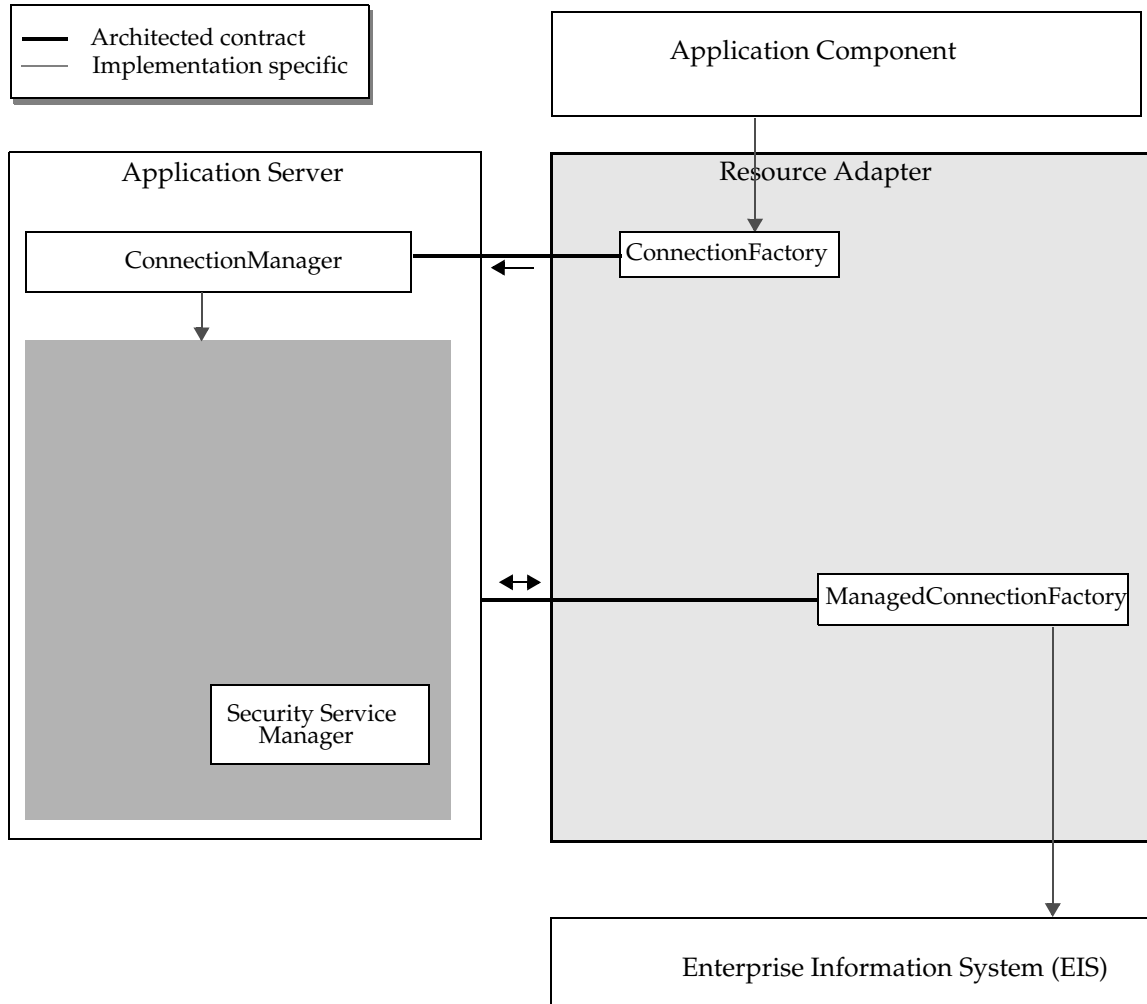 Architected contract
Implementation specific
Application Component
Application Server
Resource Adapter
ConnectionManager
ConnectionFactory
ManagedConnectionFactory
Security Service
Manager
Enterprise Information System (EIS)